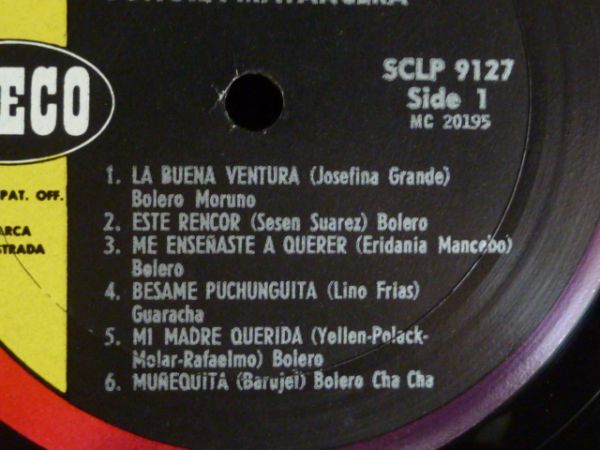 MATANCERA
ECO
SCLP 9127
Side 1
MC 20195
PAT. OFF.
ARCA
STRADA
1. LA BUENA VENTURA (Josefina Grande)
Bolero Moruno
2. ESTE RENCOR (Sesen Suarez) Bolero
3. ME ENSEÑASTE A QUERER (Eridania Mancebo)
Bolero
4. BESAME PUCHUNGUITA (Lino Frias)
Guaracha
5. MI MADRE QUERIDA (Yellen-Polack-
Molar-Rafaelmo) Bolero
6. MUÑEQUITA (Barujel) Bolero Cha Cha